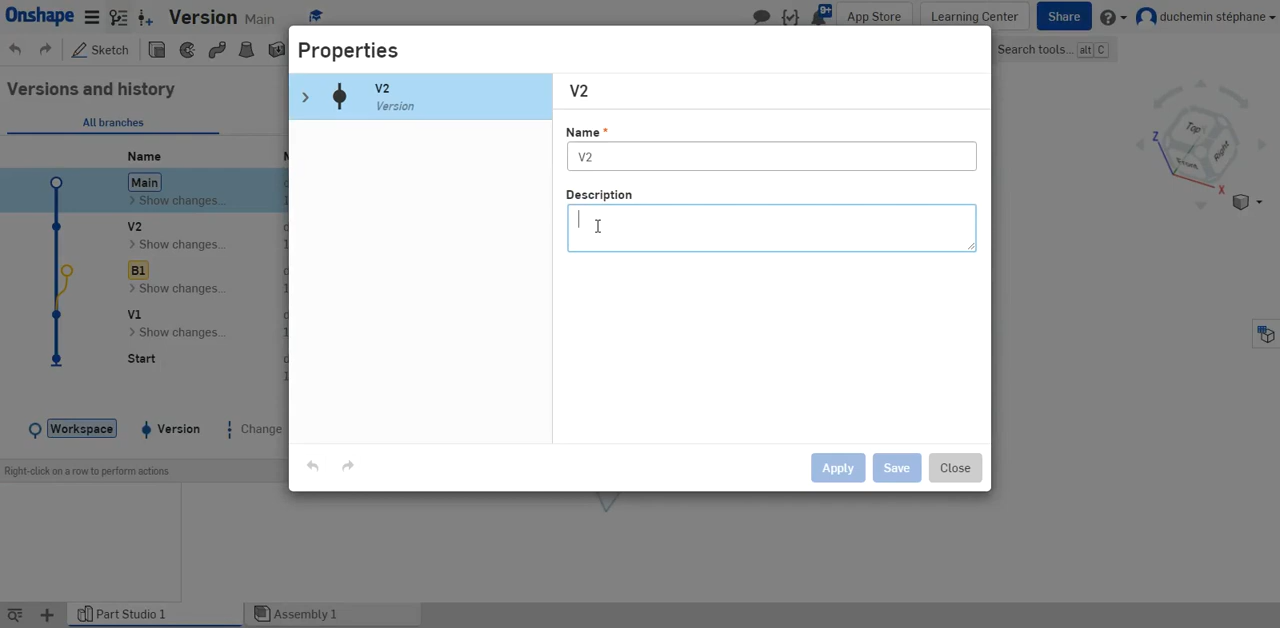 Onshape Version Main App Store Learning Center Share duchemin stéphane
Sketch Search tools... alt C
Properties
Versions and history
All branches
Name
Main
> Show changes...
V2
> Show changes...
B1
> Show changes...
V1
> Show changes...
Start
Workspace Version Change
Right-click on a row to perform actions
V2
Version
V2
Name *
V2
Description
Apply Save Close
Top
Front
Right
Z
X
Part Studio 1 Assembly 1